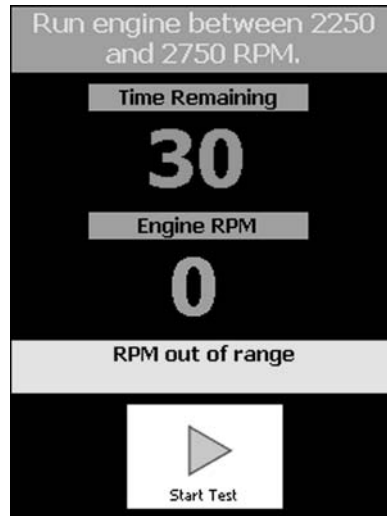 Run engine between 2250
and 2750 RPM.
Time Remaining
30
Engine RPM
0
RPM out of range
Start Test